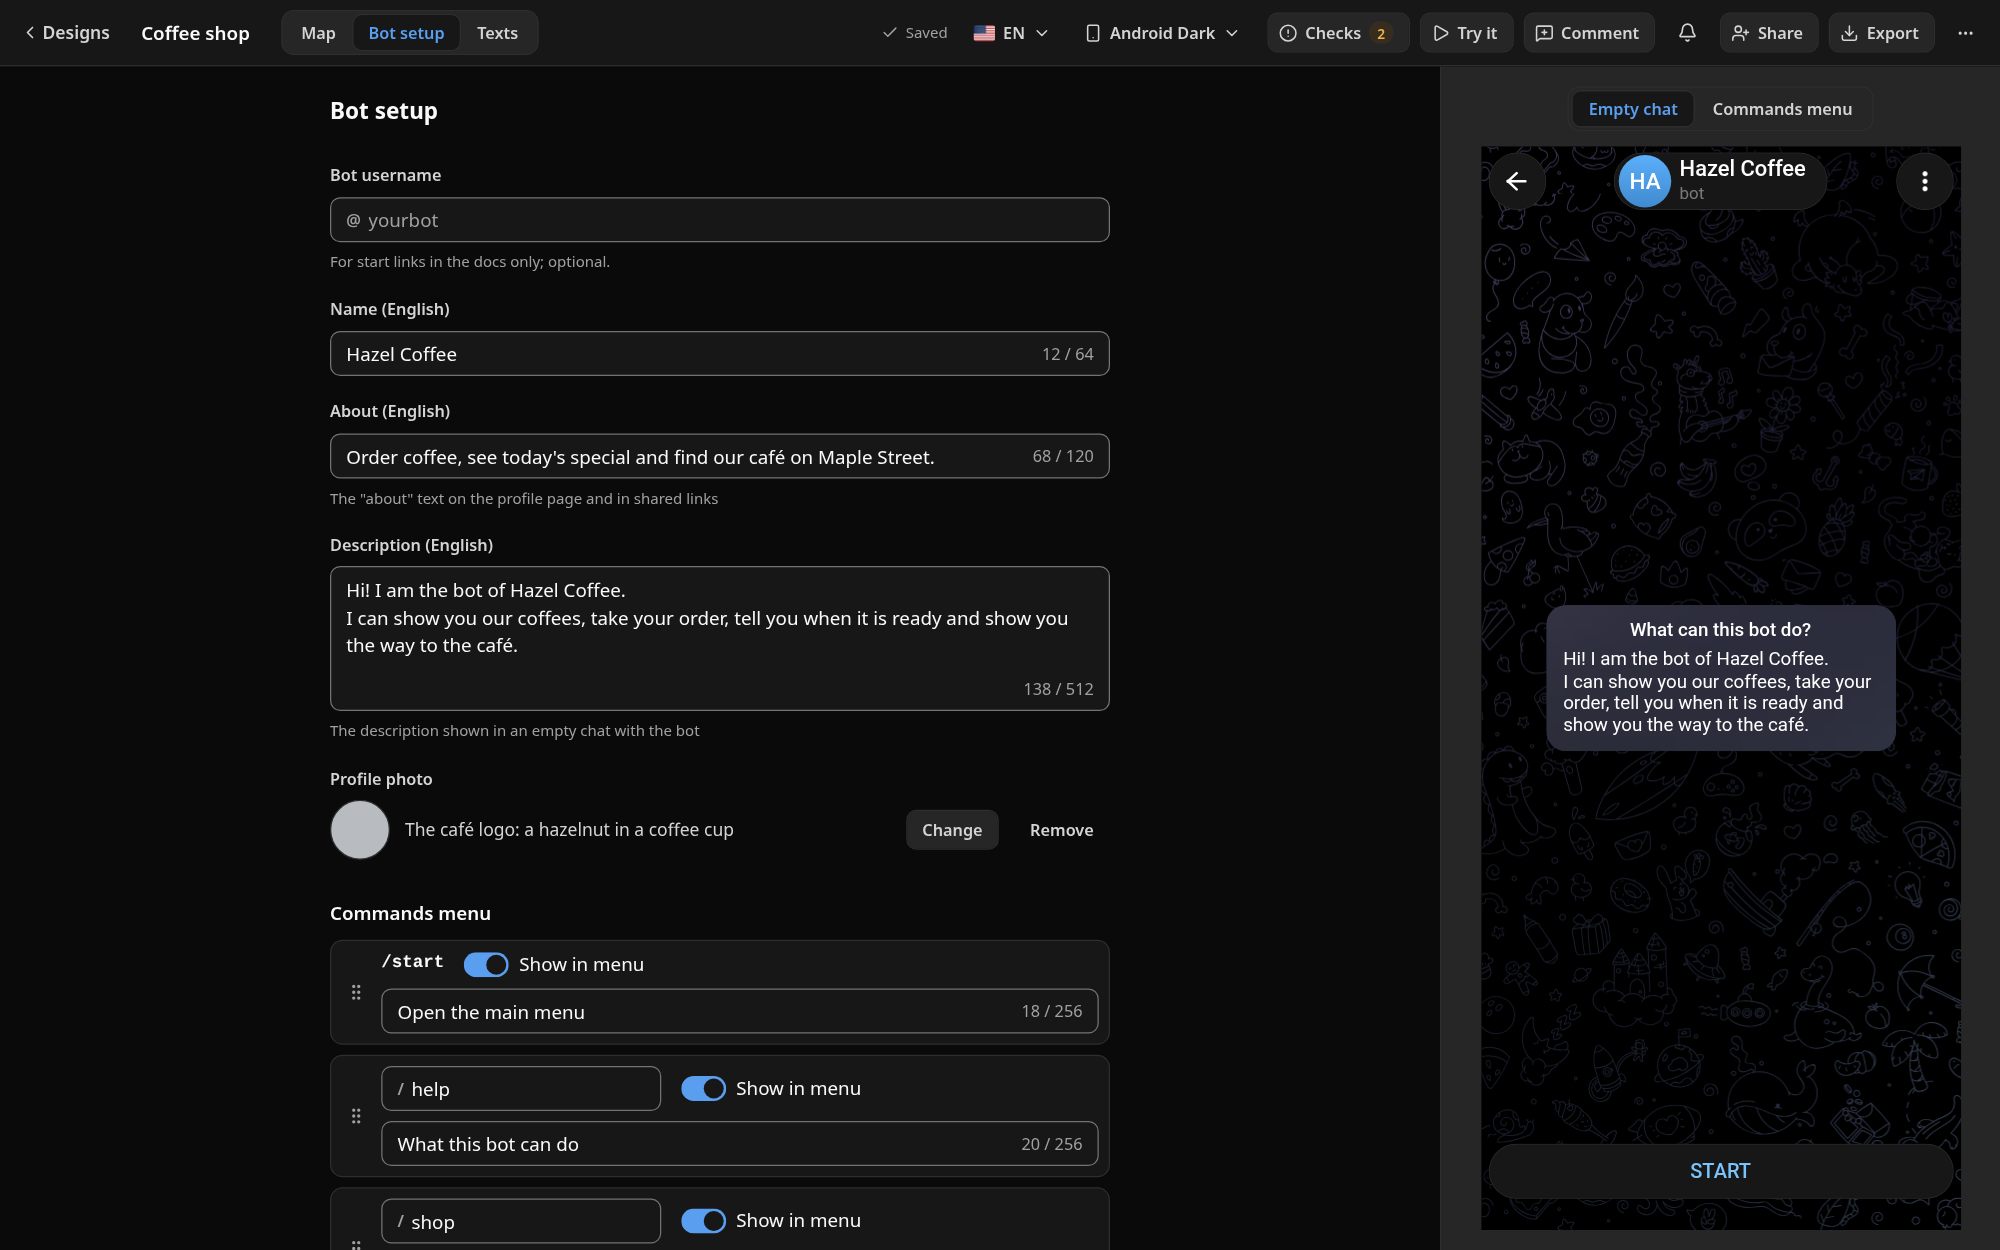 Designs
Coffee shop
Map
Bot setup
Texts
Saved
EN
Android Dark
Checks 2
Try it
Comment
Share
Export
Bot setup
Bot username
@ yourbot
For start links in the docs only; optional.
Name (English)
Hazel Coffee
12 / 64
About (English)
Order coffee, see today's special and find our café on Maple Street.
68 / 120
The "about" text on the profile page and in shared links
Description (English)
Hi! I am the bot of Hazel Coffee.
I can show you our coffees, take your order, tell you when it is ready and show you
the way to the café.
138 / 512
The description shown in an empty chat with the bot
Profile photo
The café logo: a hazelnut in a coffee cup
Change
Remove
Commands menu
/start
Show in menu
Open the main menu
18 / 256
/ help
Show in menu
What this bot can do
20 / 256
/ shop
Show in menu
Empty chat
Commands menu
HA
Hazel Coffee
bot
What can this bot do?
Hi! I am the bot of Hazel Coffee.
I can show you our coffees, take your
order, tell you when it is ready and
show you the way to the café.
START